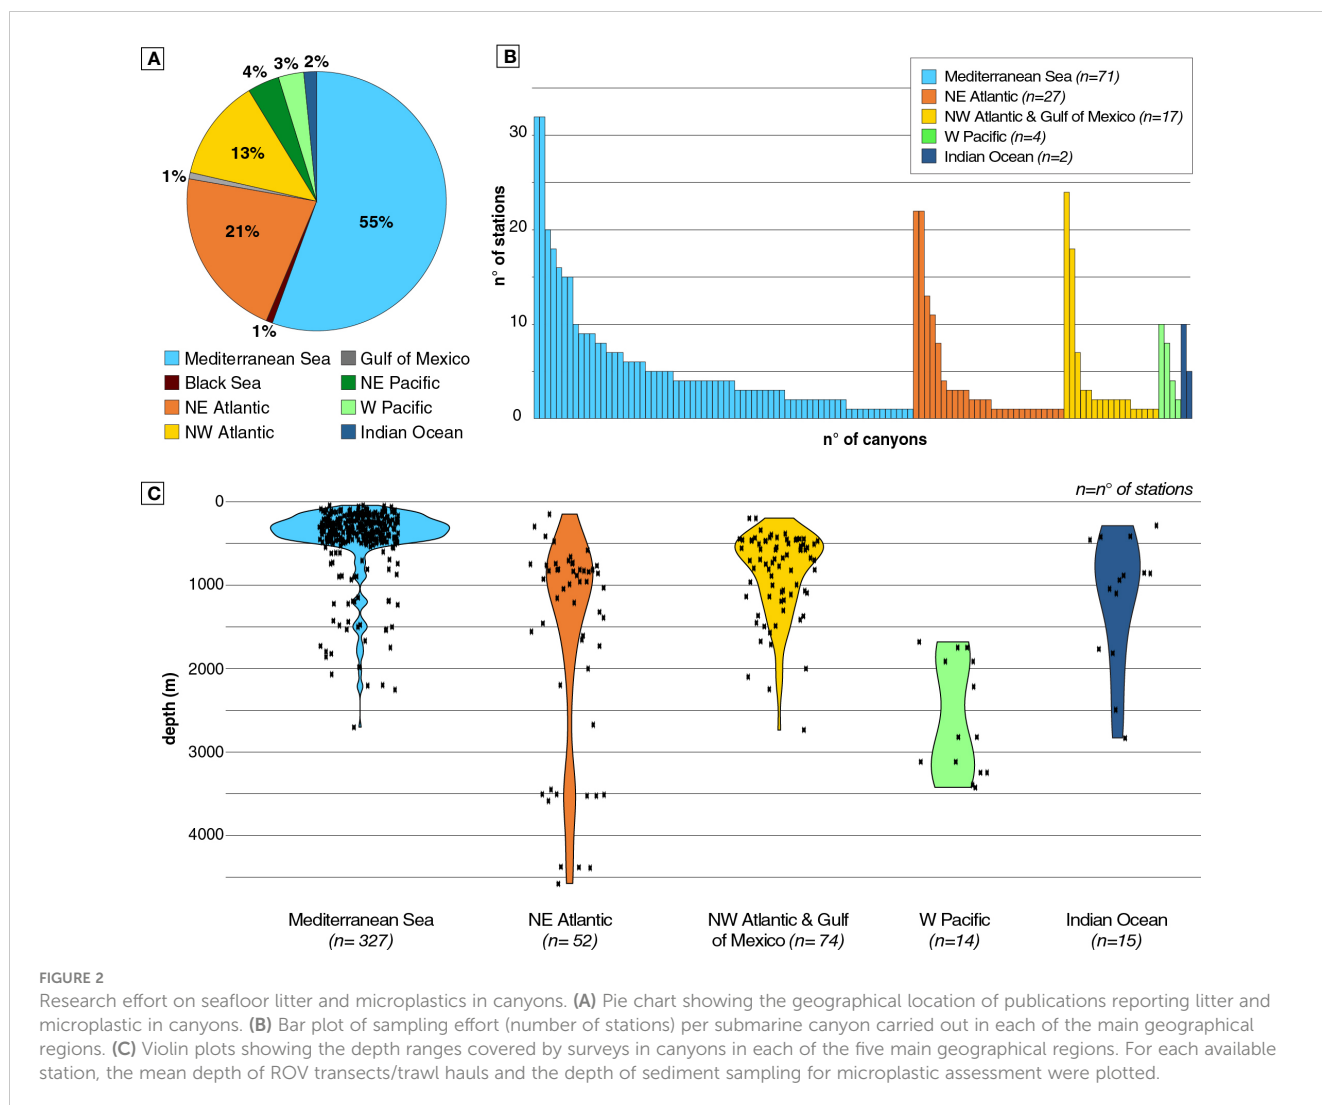 A
4%
3%
2%
13%
1%
55%
21%
1%
Mediterranean Sea
Black Sea
NE Atlantic
NW Atlantic
Gulf of Mexico
NE Pacific
W Pacific
Indian Ocean
B
Mediterranean Sea (n=71)
NE Atlantic (n=27)
NW Atlantic & Gulf of Mexico (n=17)
W Pacific (n=4)
Indian Ocean (n=2)
n° of stations
30
20
10
0
n° of canyons
C
n=n° of stations
depth (m)
0
1000
2000
3000
4000
Mediterranean Sea
(n= 327)
NE Atlantic
(n= 52)
NW Atlantic & Gulf
of Mexico (n= 74)
W Pacific
(n=14)
Indian Ocean
(n=15)
FIGURE 2
Research effort on seafloor litter and microplastics in canyons. (A) Pie chart showing the geographical location of publications reporting litter and
microplastic in canyons. (B) Bar plot of sampling effort (number of stations) per submarine canyon carried out in each of the main geographical
regions. (C) Violin plots showing the depth ranges covered by surveys in canyons in each of the five main geographical regions. For each available
station, the mean depth of ROV transects/trawl hauls and the depth of sediment sampling for microplastic assessment were plotted.